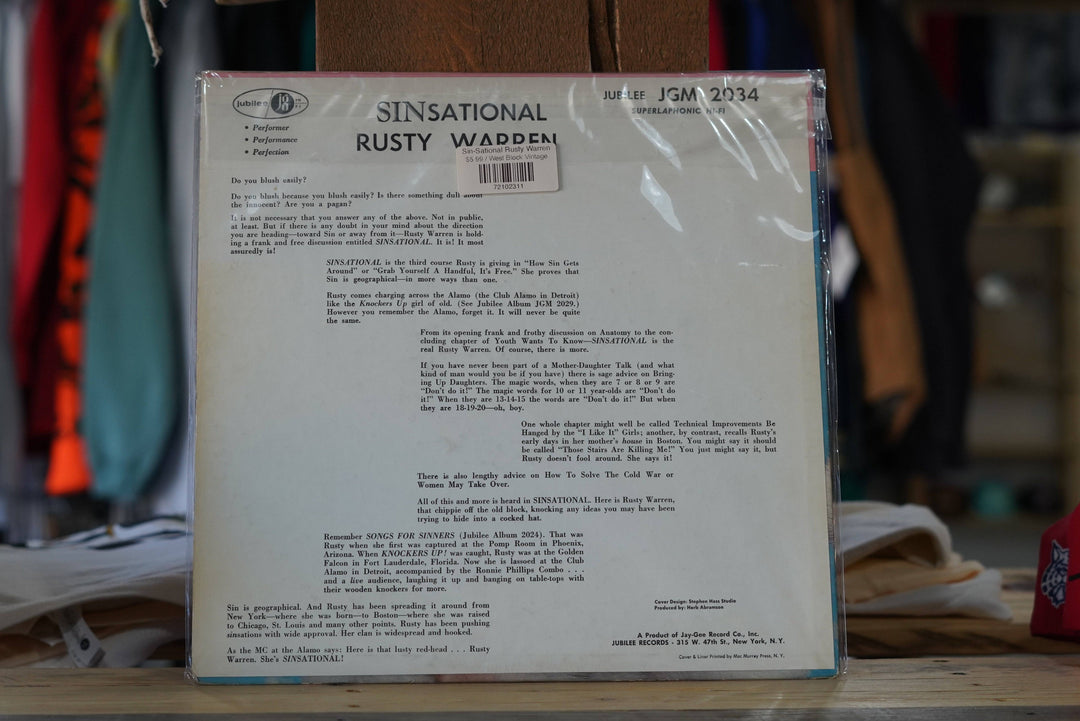 jubilee
• Performer
• Performance
• Perfection
SINSATIONAL
RUSTY WARREN
JUBILEE JGM 2034
SUPERLAPHONIC HI-FI
Sin-Sational Rusty Warren
$5.99 / West Block Vintage
72102311
Do you blush easily?
Do you blush because you blush easily? Is there something dull about
the innocent? Are you a pagan?
It is not necessary that you answer any of the above. Not in public,
at least. But if there is any doubt in your mind about the direction
you are heading—toward Sin or away from it—Rusty Warren is hold-
ing a frank and free discussion entitled SINSATIONAL. It is! It most
assuredly is!
SINSATIONAL is the third course Rusty is giving in “How Sin Gets
Around” or “Grab Yourself A Handful, It’s Free.” She proves that
Sin is geographical—in more ways than one.
Rusty comes charging across the Alamo (the Club Alamo in Detroit)
like the Knockers Up girl of old. (See Jubilee Album JGM 2029.)
However you remember the Alamo, forget it. It will never be quite
the same.
From its opening frank and frothy discussion on Anatomy to the con-
cluding chapter of Youth Wants To Know—SINSATIONAL is the
real Rusty Warren. Of course, there is more.
If you have never been part of a Mother-Daughter Talk (and what
kind of man would you be if you have) there is sage advice on Bring-
ing Up Daughters. The magic words, when they are 7 or 8 or 9 are
“Don’t do it!” The magic words for 10 or 11 year-olds are “Don’t do
it!” When they are 13-14-15 the words are “Don’t do it!” But when
they are 18-19-20—oh, boy.
One whole chapter might well be called Technical Improvements Be
Hanged by the “I Like It” Girls; another, by contrast, recalls Rusty’s
early days in her mother’s house in Boston. You might say it should
be called “Those Stairs Are Killing Me!” You just might say it, but
Rusty doesn’t fool around. She says it!
There is also lengthy advice on How To Solve The Cold War or
Women May Take Over.
All of this and more is heard in SINSATIONAL. Here is Rusty Warren,
that chippie off the old block, knocking any ideas you may have been
trying to hide into a cocked hat.
Remember SONGS FOR SINNERS (Jubilee Album 2024). That was
Rusty when she first was captured at the Pomp Room in Phoenix,
Arizona. When KNOCKERS UP! was caught, Rusty was at the Golden
Falcon in Fort Lauderdale, Florida. Now she is lassoed at the Club
Alamo in Detroit, accompanied by the Ronnie Phillips Combo . . .
and a live audience, laughing it up and banging on table-tops with
their wooden knockers for more.
Sin is geographical. And Rusty has been spreading it around from
New York—where she was born—to Boston—where she was raised
to Chicago, St. Louis and many other points. Rusty has been pushing
sinsations with wide approval. Her clan is widespread and hooked.
As the MC at the Alamo says: Here is that lusty red-head . . . Rusty
Warren. She’s SINSATIONAL!
Cover Design: Stephen Hass Studio
Produced by: Herb Abramson
A Product of Jay-Gee Record Co., Inc.
JUBILEE RECORDS - 315 W. 47th St., New York, N.Y.
Cover & Liner Printed by Mac Murray Press, N.Y.